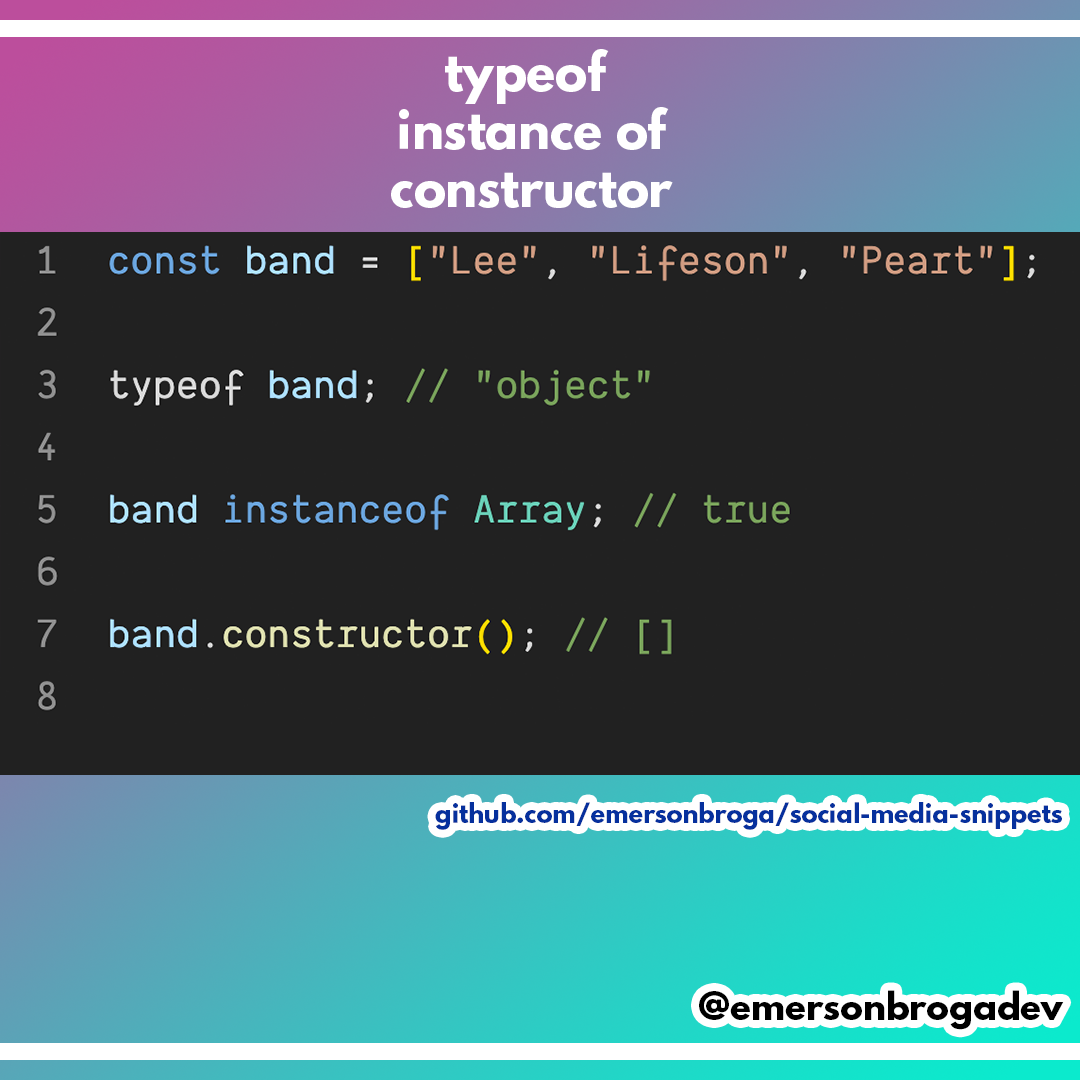 typeof
instance of
constructor
1 const band = ["Lee", "Lifeson", "Peart"];
2
3 typeof band; // "object"
4
5 band instanceof Array; // true
6
7 band.constructor(); // []
8
github.com/emersonbroga/social-media-snippets
@emersonbrogadev